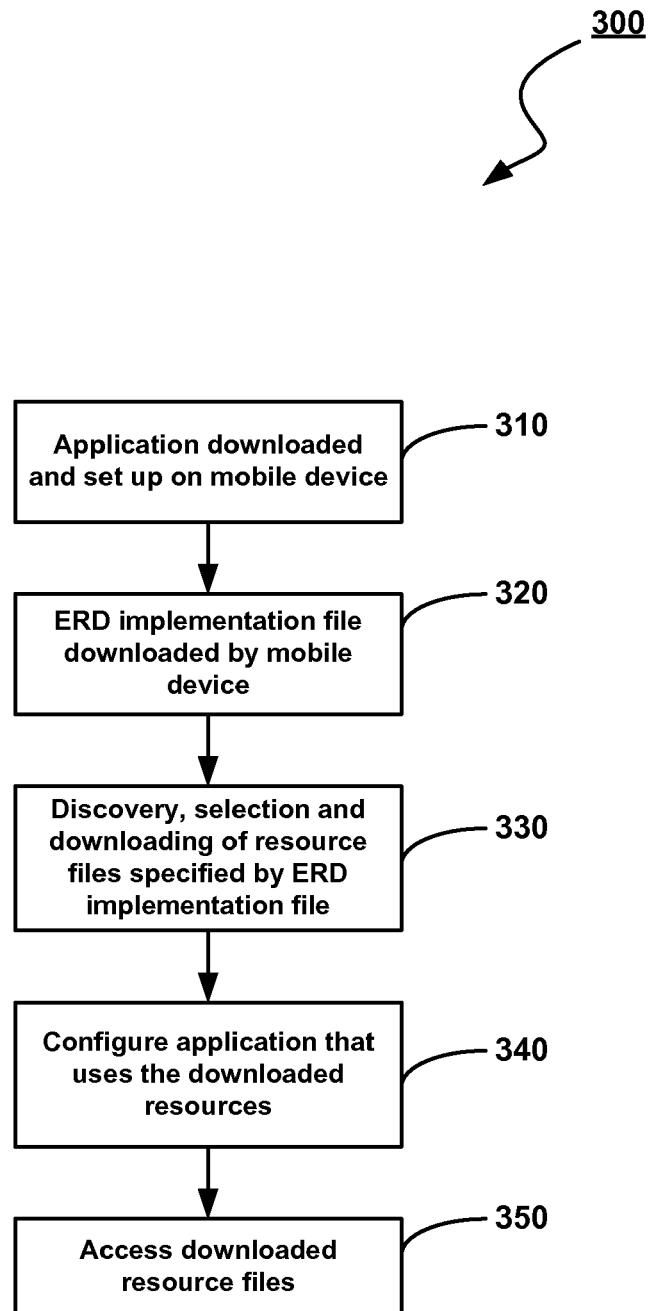 300
Application downloaded
and set up on mobile device
310
ERD implementation file
downloaded by mobile
device
320
Discovery, selection and
downloading of resource
files specified by ERD
implementation file
330
Configure application that
uses the downloaded
resources
340
Access downloaded
resource files
350